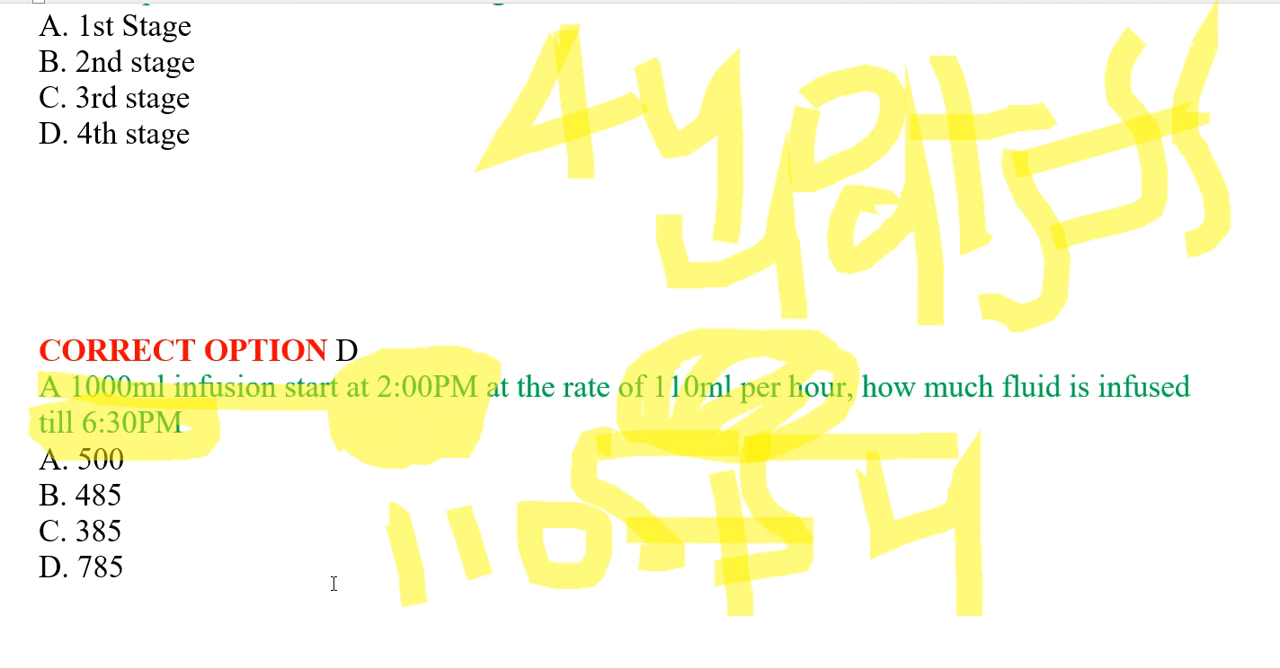 A. 1st Stage
B. 2nd stage
C. 3rd stage
D. 4th stage
CORRECT OPTION D
A 1000ml infusion start at 2:00PM at the rate of 110ml per hour, how much fluid is infused
till 6:30PM
A. 500
B. 485
C. 385
D. 785